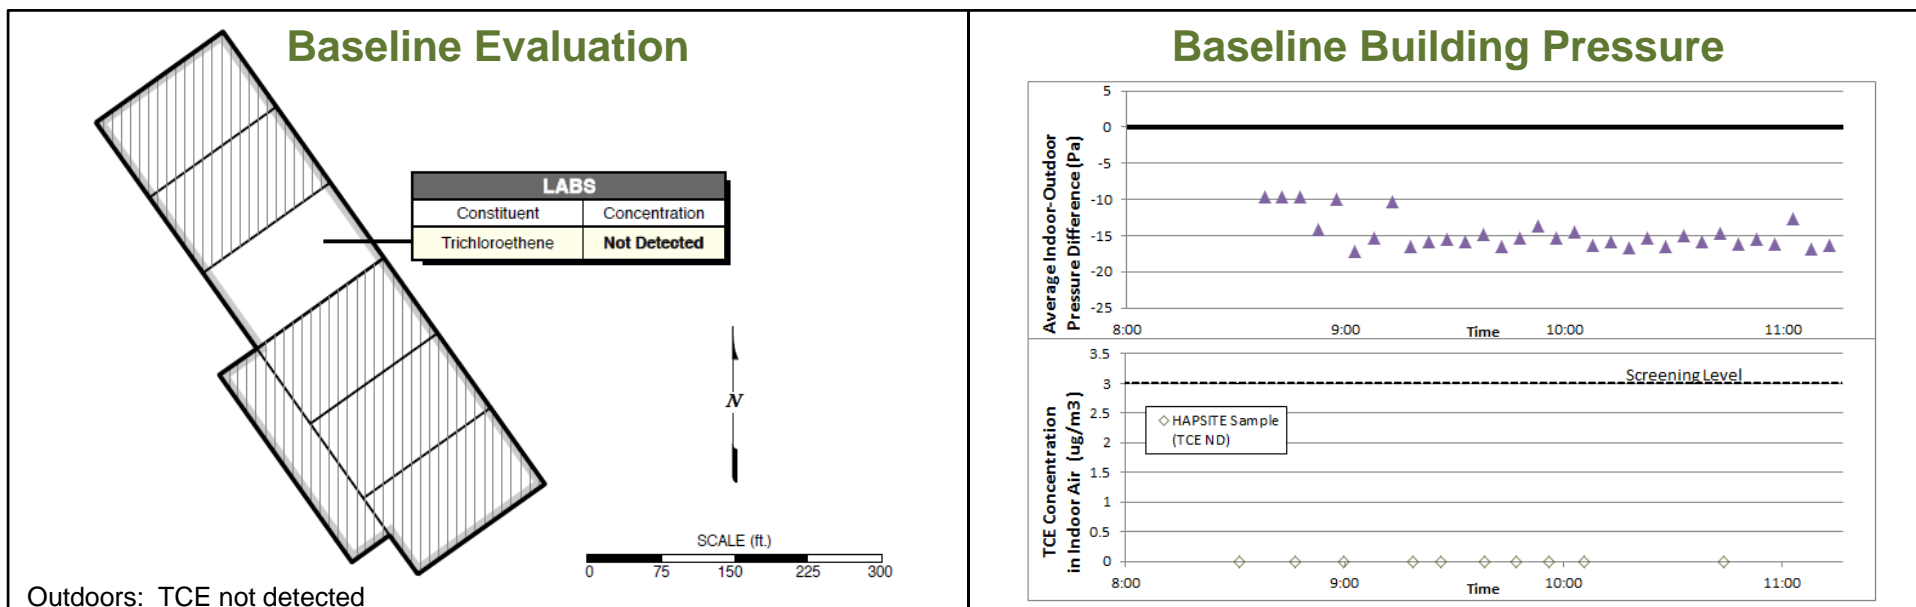 Baseline Evaluation
LABS
Constituent Concentration
Trichloroethene Not Detected
N
SCALE (ft.)
0 75 150 225 300
Outdoors: TCE not detected
Baseline Building Pressure
Average Indoor-Outdoor
Pressure Difference (Pa)
5
0
-5
-10
-15
-20
-25
8:00 9:00 10:00 11:00
Time
TCE Concentration
in Indoor Air (ug/m3)
3.5
3
2.5
2
1.5
1
0.5
0
Screening Level
HAPSITE Sample
(TCE ND)
8:00 9:00 10:00 11:00
Time